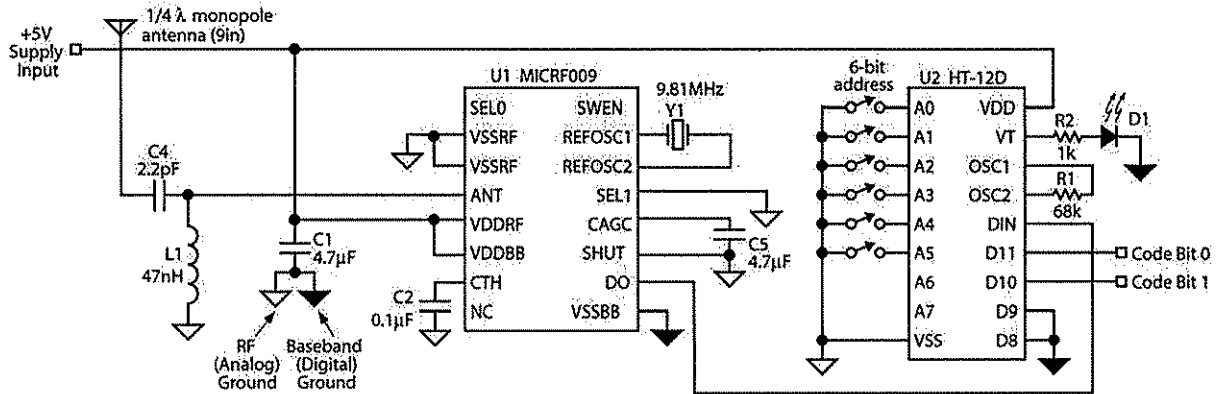 1/4 λ monopole
antenna (9in)
+5V
Supply
Input
U1 MICRF009
SEL0
VSSRF
VSSRF
ANT
VDDRF
VDDBB
CTH
NC
SWEN
REFOSC1
REFOSC2
SEL1
CAGC
SHUT
DO
VSSBB
9.81MHz
Y1
C4
2.2pF
L1
47nH
C1
4.7µF
C2
0.1µF
C5
4.7µF
RF
(Analog)
Ground
Baseband
(Digital)
Ground
6-bit
address
U2 HT-12D
A0
A1
A2
A3
A4
A5
A6
A7
VSS
VDD
VT
OSC1
OSC2
DIN
D11
D10
D9
D8
R2
1k
D1
R1
68k
Code Bit 0
Code Bit 1